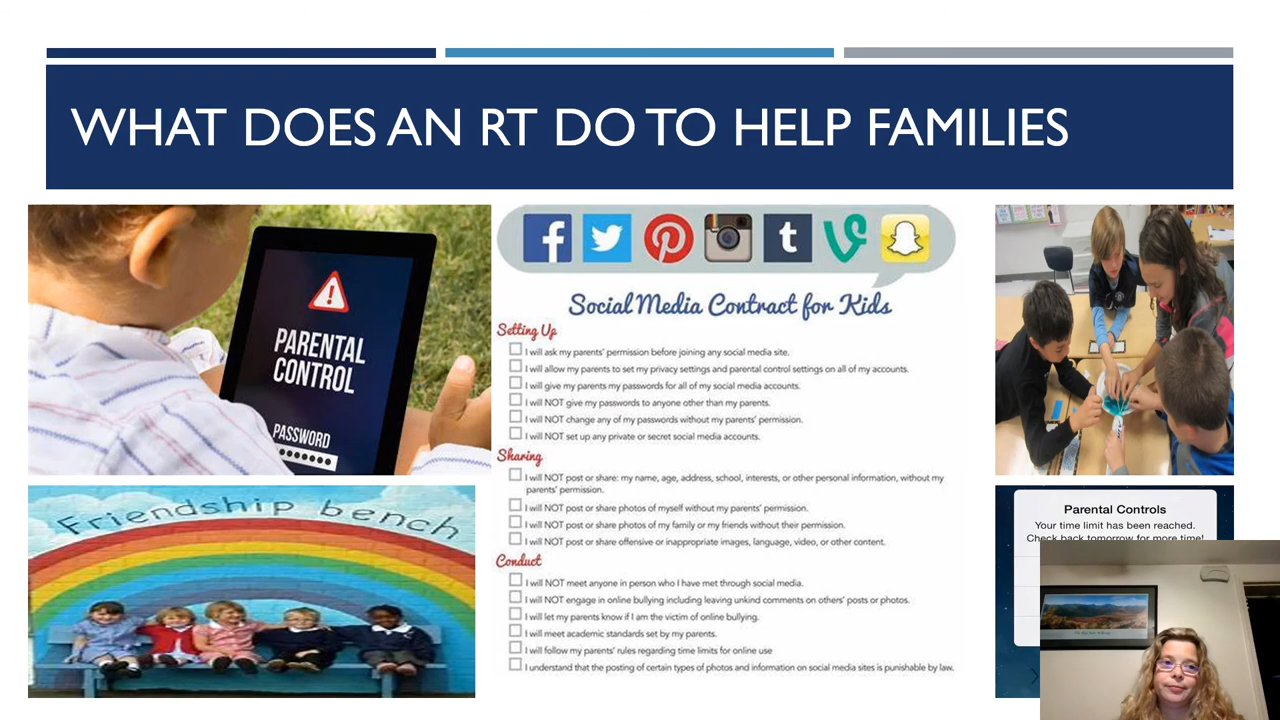 WHAT DOES AN RT DO TO HELP FAMILIES
PARENTAL
CONTROL
PASSWORD
Friendship bench
Social Media Contract for Kids
Setting Up
I will ask my parents' permission before joining any social media site.
I will allow my parents to set my privacy settings and parental control settings on all of my accounts.
I will give my parents my passwords for all of my social media accounts.
I will NOT give my passwords to anyone other than my parents.
I will NOT change any of my passwords without my parents' permission.
I will NOT set up any private or secret social media accounts.
Sharing
I will NOT post or share: my name, age, address, school, interests, or other personal information, without my
parents' permission.
I will NOT post or share photos of myself without my parents' permission.
I will NOT post or share photos of my family or my friends without their permission.
I will NOT post or share offensive or inappropriate images, language, video, or other content.
Conduct
I will NOT meet anyone in person who I have met through social media.
I will NOT engage in online bullying including leaving unkind comments on others' posts or photos.
I will let my parents know if I am the victim of online bullying.
I will meet academic standards set by my parents.
I will follow my parents' rules regarding time limits for online use
I understand that the posting of certain types of photos and information on social media sites is punishable by law.
Parental Controls
Your time limit has been reached.
Check back tomorrow for more time!